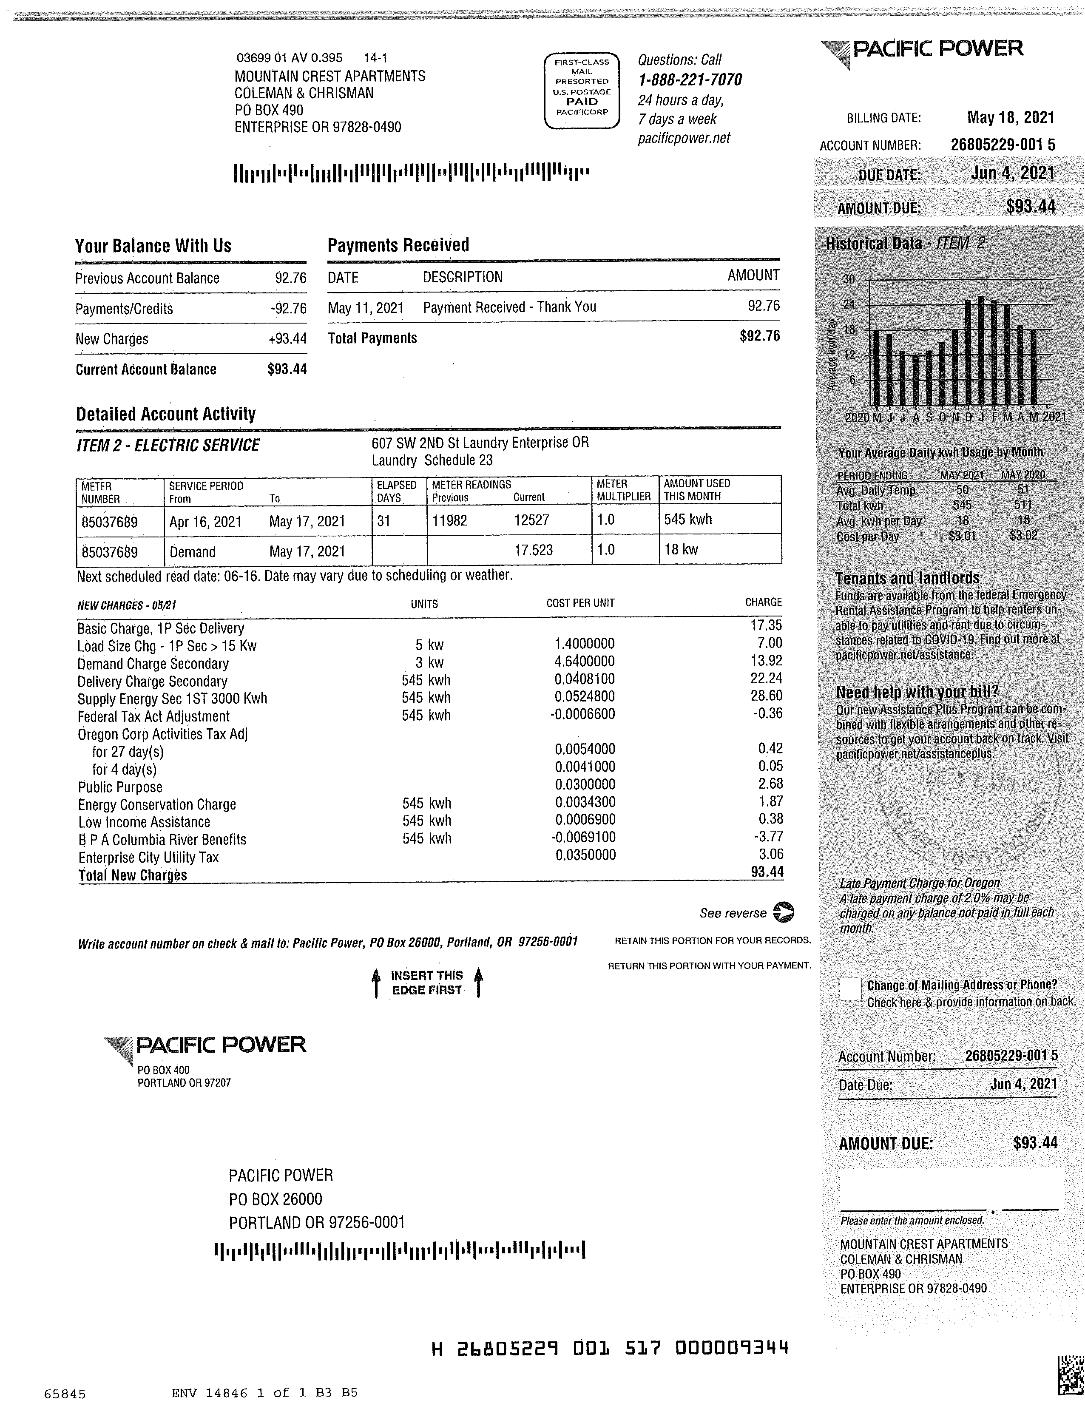 03699 01 AV 0.395 14-1
MOUNTAIN CREST APARTMENTS
COLEMAN & CHRISMAN
PO BOX 490
ENTERPRISE OR 97828-0490
FIRST-CLASS
MAIL
PRESORTED
U.S. POSTAGE
PAID
PACIFICORP
Questions: Call
1-888-221-7070
24 hours a day,
7 days a week
pacificpower.net
PACIFIC POWER
BILLING DATE: May 18, 2021
ACCOUNT NUMBER: 26805229-001 5
DUE DATE: Jun 4, 2021
AMOUNT DUE: $93.44
Your Balance With Us
Previous Account Balance 92.76
Payments/Credits -92.76
New Charges +93.44
Current Account Balance $93.44
Payments Received
DATE DESCRIPTION AMOUNT
May 11, 2021 Payment Received - Thank You 92.76
Total Payments $92.76
Historical Data - ITEM 2
30
24
18
12
6
2020 M J J A S O N D J F M A M 2021
Detailed Account Activity
ITEM 2 - ELECTRIC SERVICE 607 SW 2ND St Laundry Enterprise OR
Laundry Schedule 23
METER SERVICE PERIOD ELAPSED METER READINGS METER AMOUNT USED
NUMBER From To DAYS Previous Current MULTIPLIER THIS MONTH
85037689 Apr 16, 2021 May 17, 2021 31 11982 12527 1.0 545 kwh
85037689 Demand May 17, 2021 17.523 1.0 18 kw
Next scheduled read date: 06-16. Date may vary due to scheduling or weather.
NEW CHARGES - 05/21 UNITS COST PER UNIT CHARGE
Basic Charge, 1P Sec Delivery 17.35
Load Size Chg - 1P Sec > 15 Kw 5 kw 1.4000000 7.00
Demand Charge Secondary 3 kw 4.6400000 13.92
Delivery Charge Secondary 545 kwh 0.0408100 22.24
Supply Energy Sec 1ST 3000 Kwh 545 kwh 0.0524800 28.60
Federal Tax Act Adjustment 545 kwh -0.0006600 -0.36
Oregon Corp Activities Tax Adj
for 27 day(s) 0.0054000 0.42
for 4 day(s) 0.0041000 0.05
Public Purpose 0.0300000 2.68
Energy Conservation Charge 545 kwh 0.0034300 1.87
Low Income Assistance 545 kwh 0.0006900 0.38
B P A Columbia River Benefits 545 kwh -0.0069100 -3.77
Enterprise City Utility Tax 0.0350000 3.06
Total New Charges 93.44
Your Average Daily kwh Usage by Month
PERIOD ENDING MAY 2021 MAY 2020
Avg. Daily Temp. 50 51
Total kwh 545 511
Avg. kwh per Day 18 18
Cost per Day $3.01 $3.02
Tenants and landlords
Funds are available from the federal Emergency
Rental Assistance Program to help renters un-
able to pay utilities and rent due to circum-
stances related to COVID-19. Find out more at
pacificpower.net/assistance.
Need help with your bill?
Our new Assistance Plus Program can be com-
bined with flexible arrangements and other re-
sources to get your account back on track. Visit
pacificpower.net/assistanceplus.
Late Payment Charge for Oregon
A late payment charge of 2.0% may be
charged on any balance not paid in full each
month.
See reverse
Write account number on check & mail to: Pacific Power, PO Box 26000, Portland, OR 97256-0001
RETAIN THIS PORTION FOR YOUR RECORDS.
RETURN THIS PORTION WITH YOUR PAYMENT.
INSERT THIS
EDGE FIRST
Change of Mailing Address or Phone?
Check here & provide information on back.
PACIFIC POWER
PO BOX 400
PORTLAND OR 97207
Account Number: 26805229-001 5
Date Due: Jun 4, 2021
AMOUNT DUE: $93.44
PACIFIC POWER
PO BOX 26000
PORTLAND OR 97256-0001
Please enter the amount enclosed.
MOUNTAIN CREST APARTMENTS
COLEMAN & CHRISMAN
PO BOX 490
ENTERPRISE OR 97828-0490
H 26805229 001 517 000009344
65845 ENV 14846 1 of 1 B3 B5